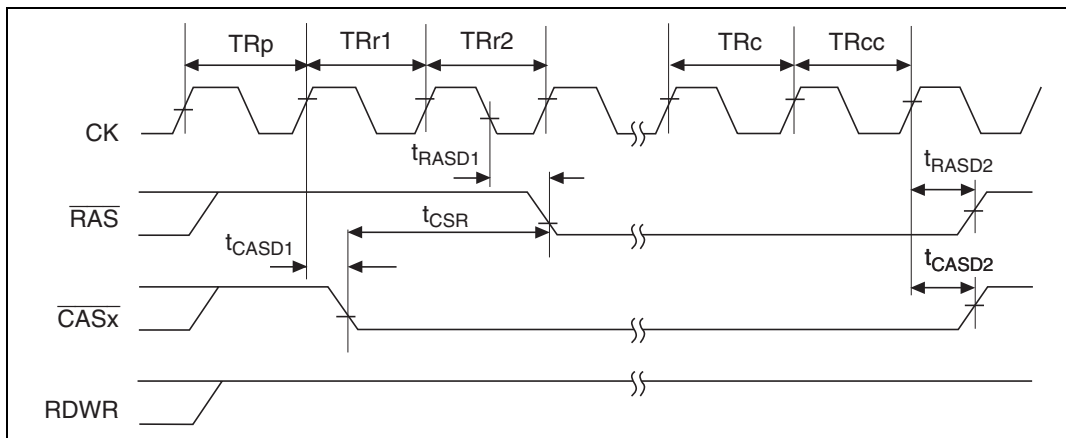 TRp TRr1 TRr2 TRc TRcc
CK
tRASD1 tRASD2
RAS
tCSR
tCASD1 tCASD2
CASx
RDWR